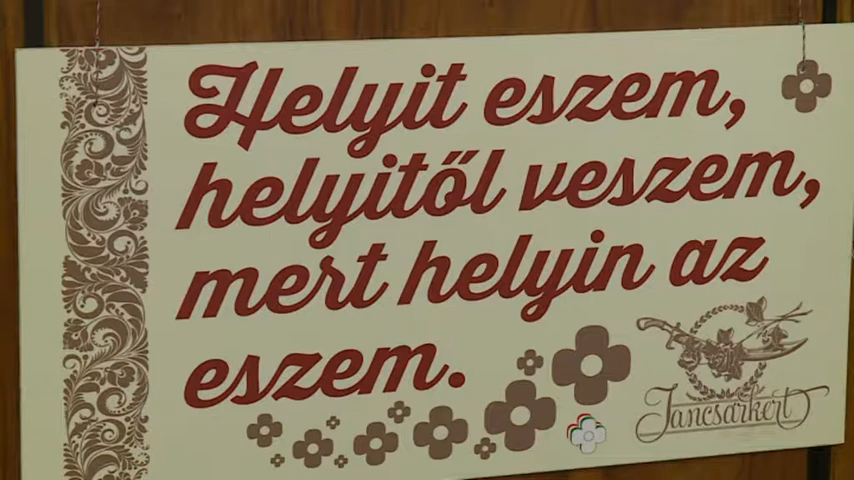 Helyit eszem,
helyitől veszem,
mert helyin az
eszem.
Jancsárkert